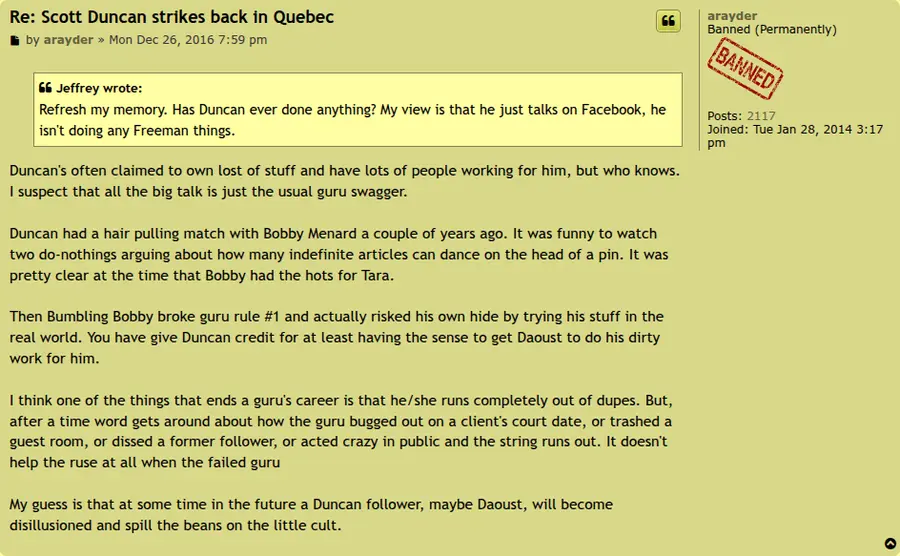 Re: Scott Duncan strikes back in Quebec
by arayder » Mon Dec 26, 2016 7:59 pm
Jeffrey wrote:
Refresh my memory. Has Duncan ever done anything? My view is that he just talks on Facebook, he
isn't doing any Freeman things.
Duncan's often claimed to own lost of stuff and have lots of people working for him, but who knows.
I suspect that all the big talk is just the usual guru swagger.
Duncan had a hair pulling match with Bobby Menard a couple of years ago. It was funny to watch
two do-nothings arguing about how many indefinite articles can dance on the head of a pin. It was
pretty clear at the time that Bobby had the hots for Tara.
Then Bumbling Bobby broke guru rule #1 and actually risked his own hide by trying his stuff in the
real world. You have give Duncan credit for at least having the sense to get Daoust to do his dirty
work for him.
I think one of the things that ends a guru's career is that he/she runs completely out of dupes. But,
after a time word gets around about how the guru bugged out on a client's court date, or trashed a
guest room, or dissed a former follower, or acted crazy in public and the string runs out. It doesn't
help the ruse at all when the failed guru
My guess is that at some time in the future a Duncan follower, maybe Daoust, will become
disillusioned and spill the beans on the little cult.
arayder
Banned (Permanently)
BANNED
Posts: 2117
Joined: Tue Jan 28, 2014 3:17
pm